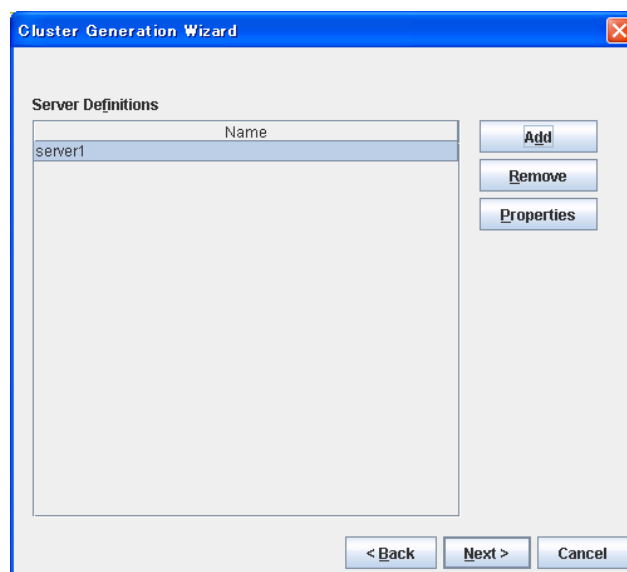 Cluster Generation Wizard
Server Definitions
Name
server1
Add
Remove
Properties
< Back
Next >
Cancel